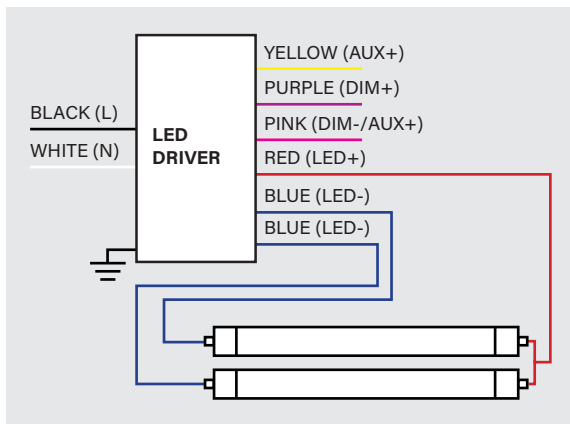 YELLOW (AUX+)
PURPLE (DIM+)
BLACK (L)
PINK (DIM-/AUX+)
LED
DRIVER
WHITE (N)
RED (LED+)
BLUE (LED-)
BLUE (LED-)